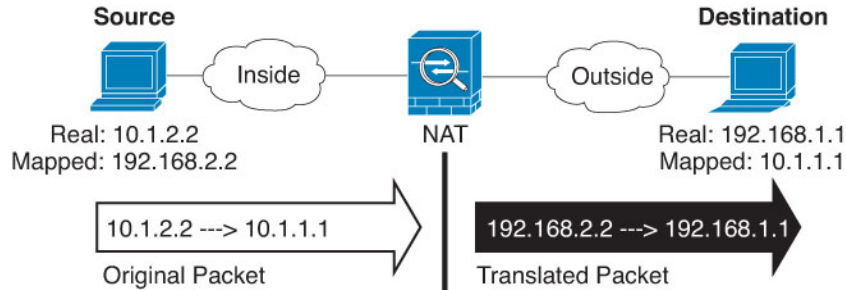 Source
Destination
Inside
Outside
Real: 10.1.2.2
Mapped: 192.168.2.2
NAT
Real: 192.168.1.1
Mapped: 10.1.1.1
10.1.2.2 ---> 10.1.1.1
192.168.2.2 ---> 192.168.1.1
Original Packet
Translated Packet